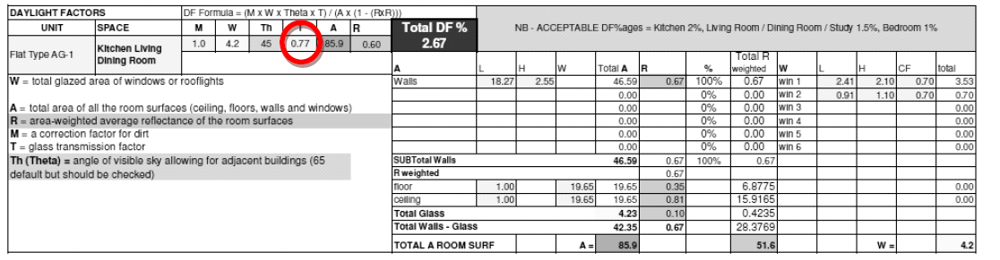 DAYLIGHT FACTORS DF Formula = (M x W x Theta x T) / (A x (1 - (RxR)))
UNIT SPACE M W Th T A R Total DF % NB - ACCEPTABLE DF%ages = Kitchen 2%, Living Room / Dining Room / Study 1.5%, Bedroom 1%
Flat Type AG-1 Kitchen Living Dining Room 1.0 4.2 45 0.77 85.9 0.60 2.67
A L H W Total A R % Total R weighted W L H CF total
Walls 18.27 2.55 46.59 0.67 100% 0.67 win 1 2.41 2.10 0.70 3.53
0.00 0% 0.00 win 2 0.91 1.10 0.70 0.70
0.00 0% 0.00 win 3 0.00
0.00 0% 0.00 win 4 0.00
0.00 0% 0.00 win 5 0.00
0.00 0% 0.00 win 6 0.00
SUBTotal Walls 46.59 0.67 100% 0.67
R weighted 0.67
floor 1.00 19.65 19.65 0.35 6.8775 0.00
ceiling 1.00 19.65 19.65 0.81 15.9165 0.00
Total Glass 4.23 0.10 0.4235
Total Walls - Glass 42.35 0.67 28.3769
TOTAL A ROOM SURF A = 85.9 51.6 W = 4.2
W = total glazed area of windows or rooflights
A = total area of all the room surfaces (ceiling, floors, walls and windows)
R = area-weighted average reflectance of the room surfaces
M = a correction factor for dirt
T = glass transmission factor
Th (Theta) = angle of visible sky allowing for adjacent buildings (65
default but should be checked)